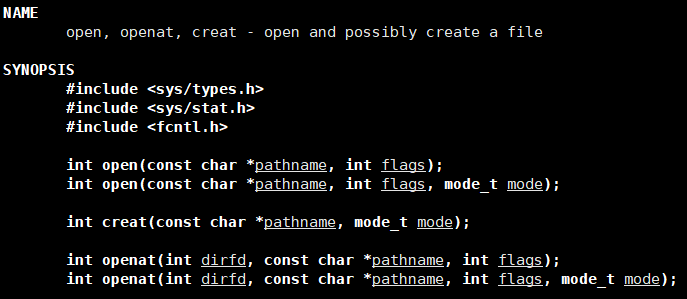 NAME
open, openat, creat - open and possibly create a file
SYNOPSIS
#include <sys/types.h>
#include <sys/stat.h>
#include <fcntl.h>
int open(const char *pathname, int flags);
int open(const char *pathname, int flags, mode_t mode);
int creat(const char *pathname, mode_t mode);
int openat(int dirfd, const char *pathname, int flags);
int openat(int dirfd, const char *pathname, int flags, mode_t mode);